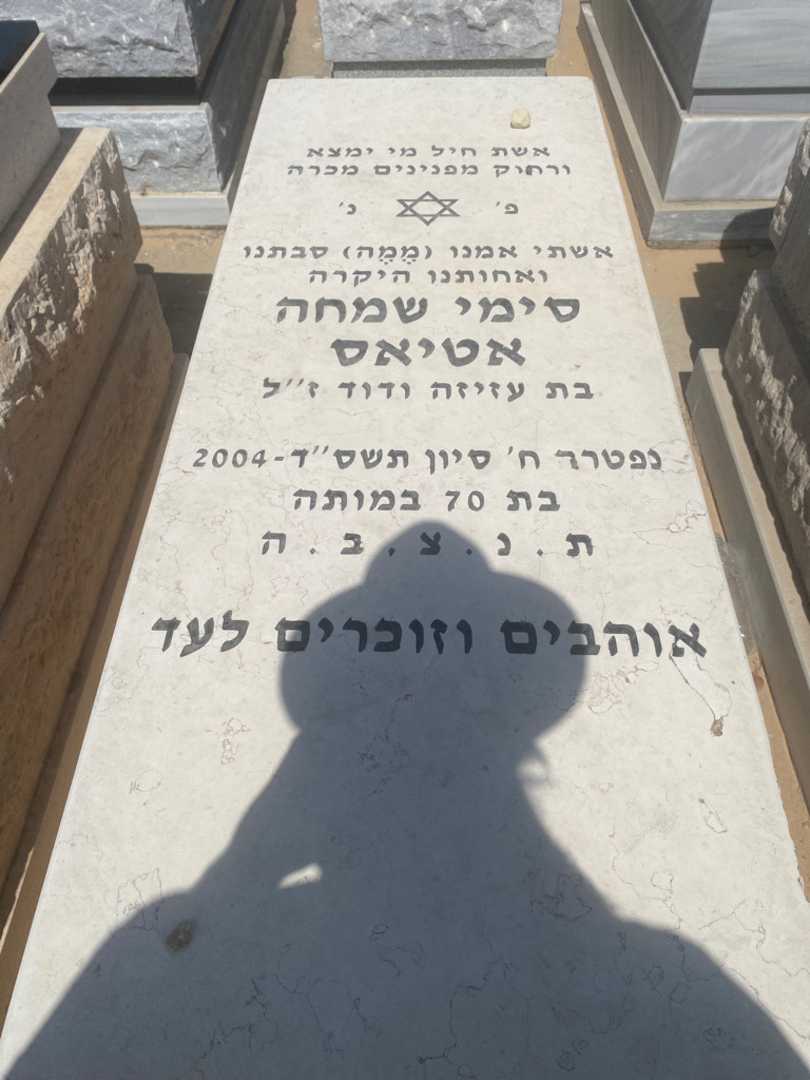 אשת חיל מי ימצא
ורחוק מפנינים מכרה
פ' נ'
אשתי אמנו (מָמָה) סבתנו
ואחותנו היקרה
סימי שמחה
אטיאס
בת עזיזה ודוד ז"ל
נפטרה ח' סיון תשס"ד-2004
בת 70 במותה
ת . נ . צ . ב . ה
אוהבים וזוכרים לעד